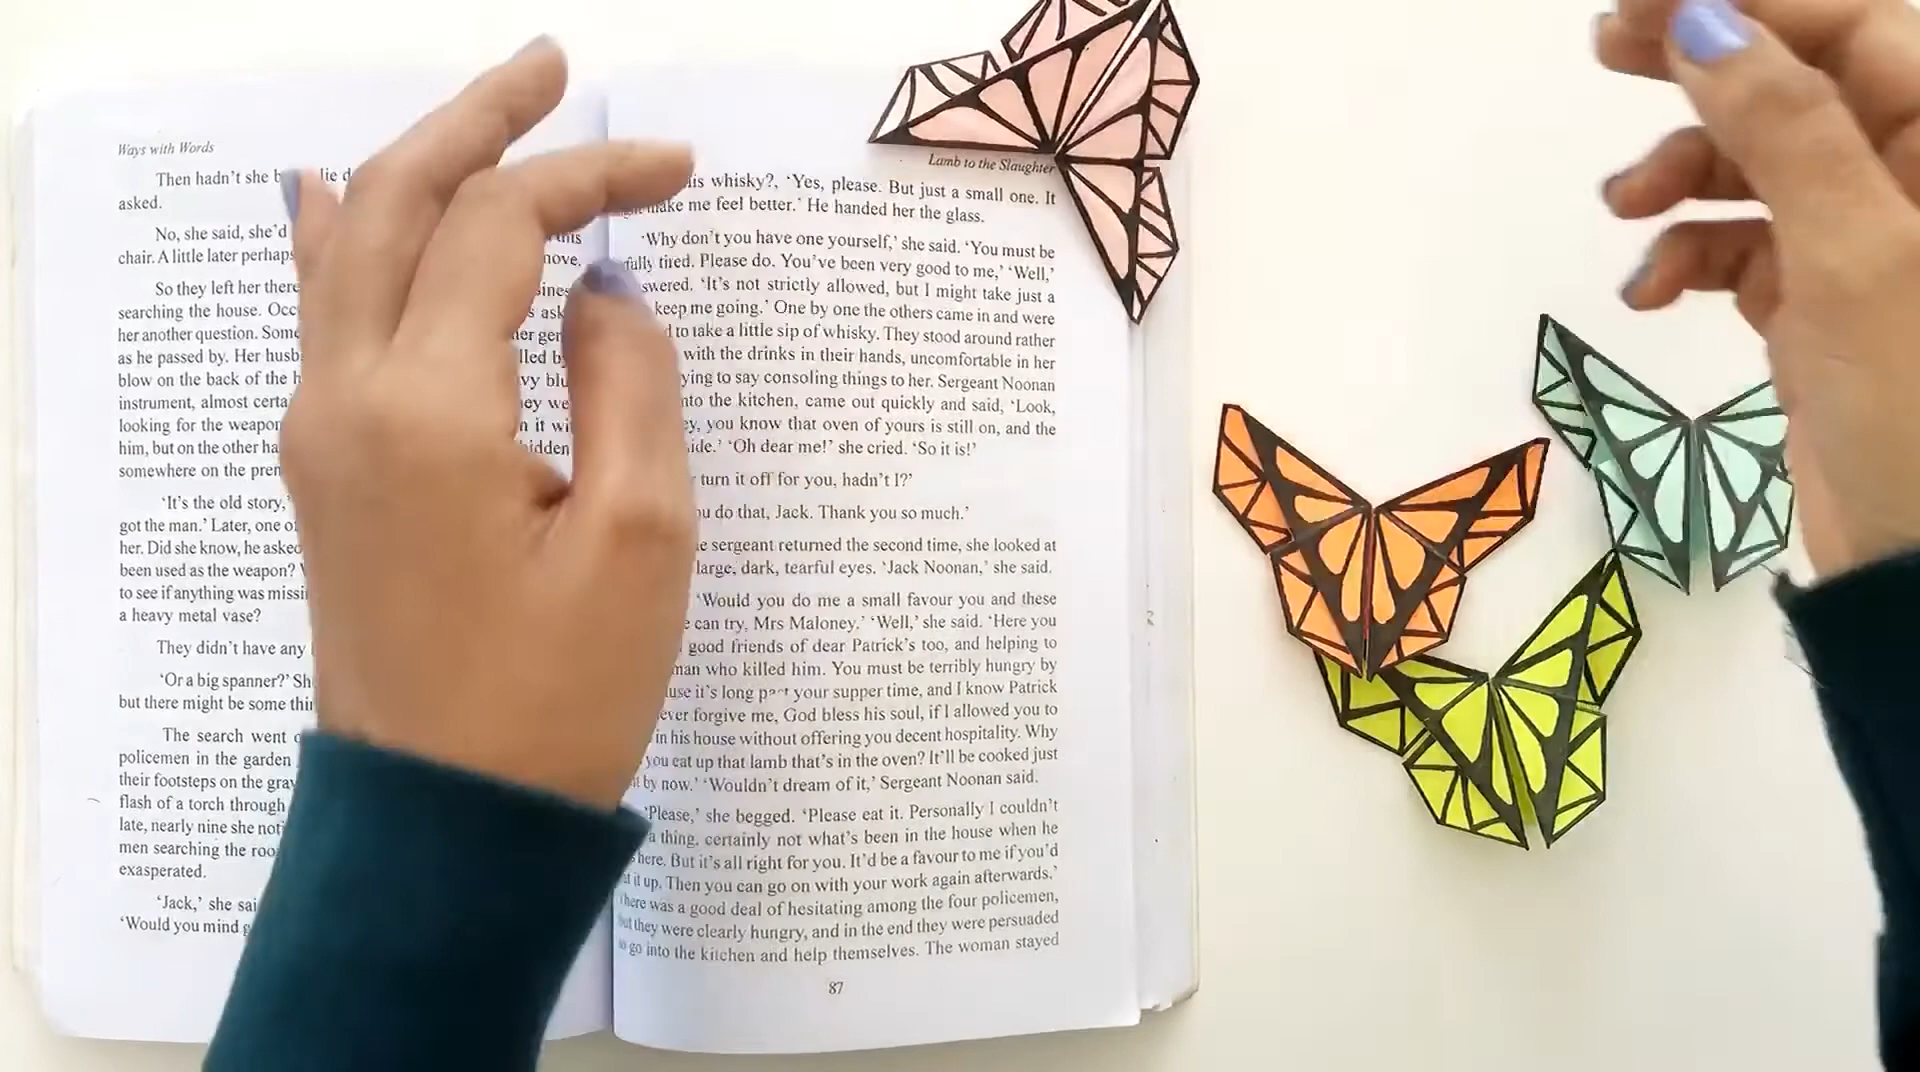 Ways with Words
Then hadn't she lie
asked.
No, she said, she'd
chair. A little later perhaps
move.
So they left her there
searching the house.
her another question.
as he passed by. Her
blow on the back of the
instrument, almost
looking for the weapon
him, but on the other
somewhere on the
'It's the old story,'
got the man.' Later, one
her. Did she know, he asked
been used as the weapon?
to see if anything was
a heavy metal vase?
They didn't have any
'Or a big spanner?'
but there might be some
The search went
policemen in the garden
their footsteps on the
flash of a torch through
late, nearly nine she
men searching the
exasperated.
'Jack,' she
'Would you mind
Lamb to the Slaughter
whisky?, 'Yes, please. But just a small one. It
make me feel better.' He handed her the glass.
'Why don't you have one yourself,' she said. 'You must be
tired. Please do. You've been very good to me,' 'Well,'
'It's not strictly allowed, but I might take just a
keep me going.' One by one the others came in and were
to take a little sip of whisky. They stood around rather
with the drinks in their hands, uncomfortable in her
to say consoling things to her. Sergeant Noonan
the kitchen, came out quickly and said, 'Look,
you know that oven of yours is still on, and the
'Oh dear me!' she cried. 'So it is!'
turn it off for you, hadn't I?'
do that, Jack. Thank you so much.'
sergeant returned the second time, she looked at
large, dark, tearful eyes. 'Jack Noonan,' she said.
'Would you do me a small favour you and these
can try, Mrs Maloney.' 'Well,' she said. 'Here you
good friends of dear Patrick's too, and helping to
man who killed him. You must be terribly hungry by
it's long past your supper time, and I know Patrick
forgive me, God bless his soul, if I allowed you to
in his house without offering you decent hospitality. Why
you eat up that lamb that's in the oven? It'll be cooked just
by now.' 'Wouldn't dream of it,' Sergeant Noonan said.
'Please,' she begged. 'Please eat it. Personally I couldn't
a thing, certainly not what's been in the house when he
here. But it's all right for you. It'd be a favour to me if you'd
it up. Then you can go on with your work again afterwards.'
There was a good deal of hesitating among the four policemen,
but they were clearly hungry, and in the end they were persuaded
to go into the kitchen and help themselves. The woman stayed
87